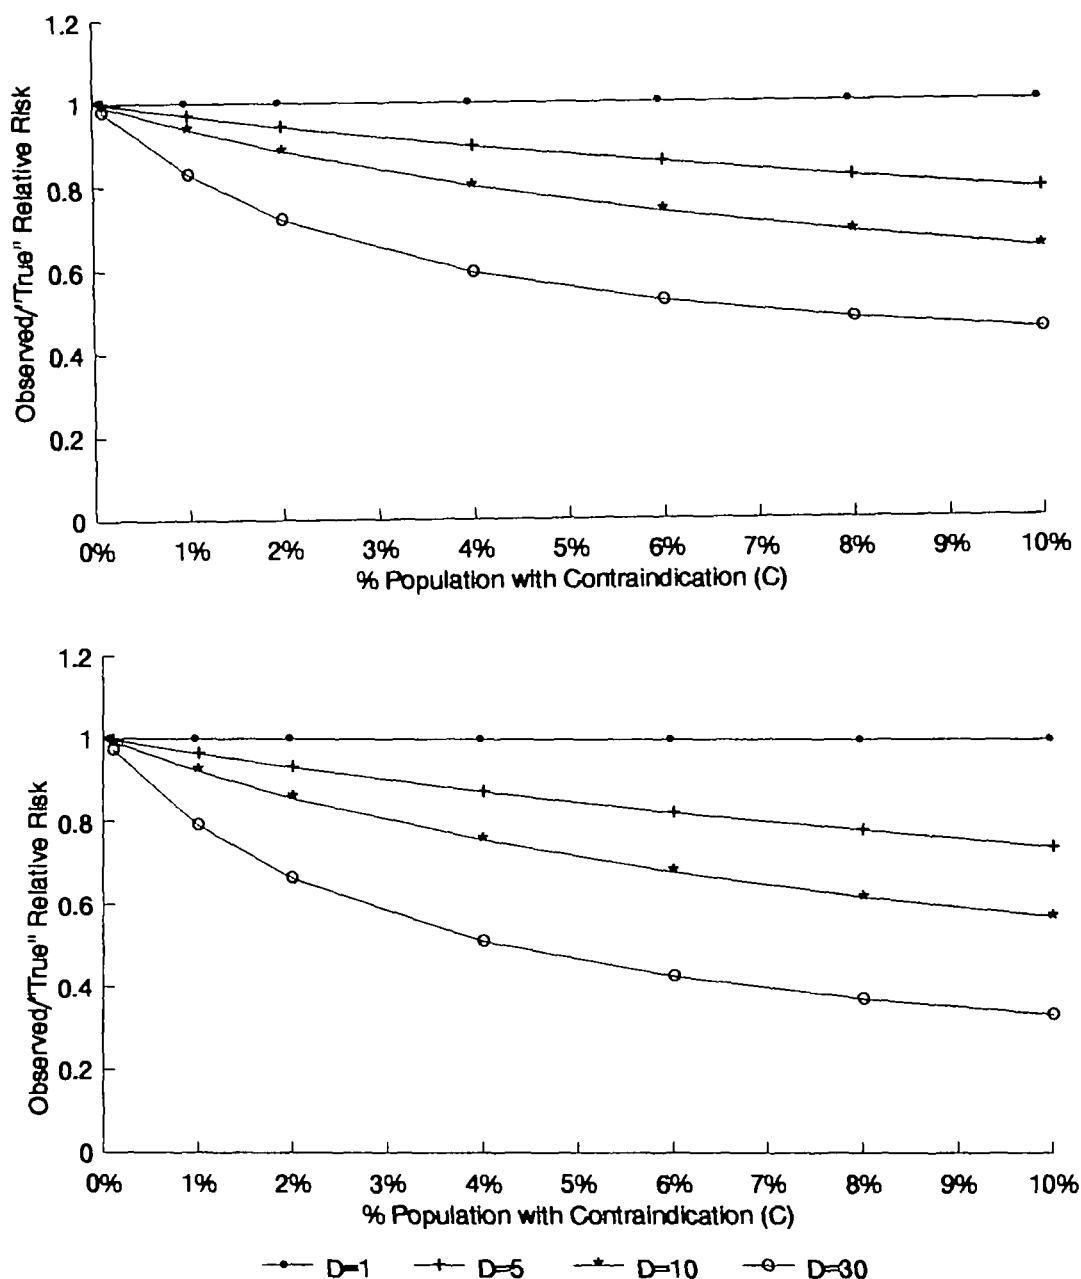 1.2
1
0.8
0.6
0.4
0.2
0
Observed/"True" Relative Risk
0% 1% 2% 3% 4% 5% 6% 7% 8% 9% 10%
% Population with Contraindication (C)
1.2
1
0.8
0.6
0.4
0.2
0
Observed/"True" Relative Risk
0% 1% 2% 3% 4% 5% 6% 7% 8% 9% 10%
% Population with Contraindication (C)
D=1 D=5 D=10 D=30